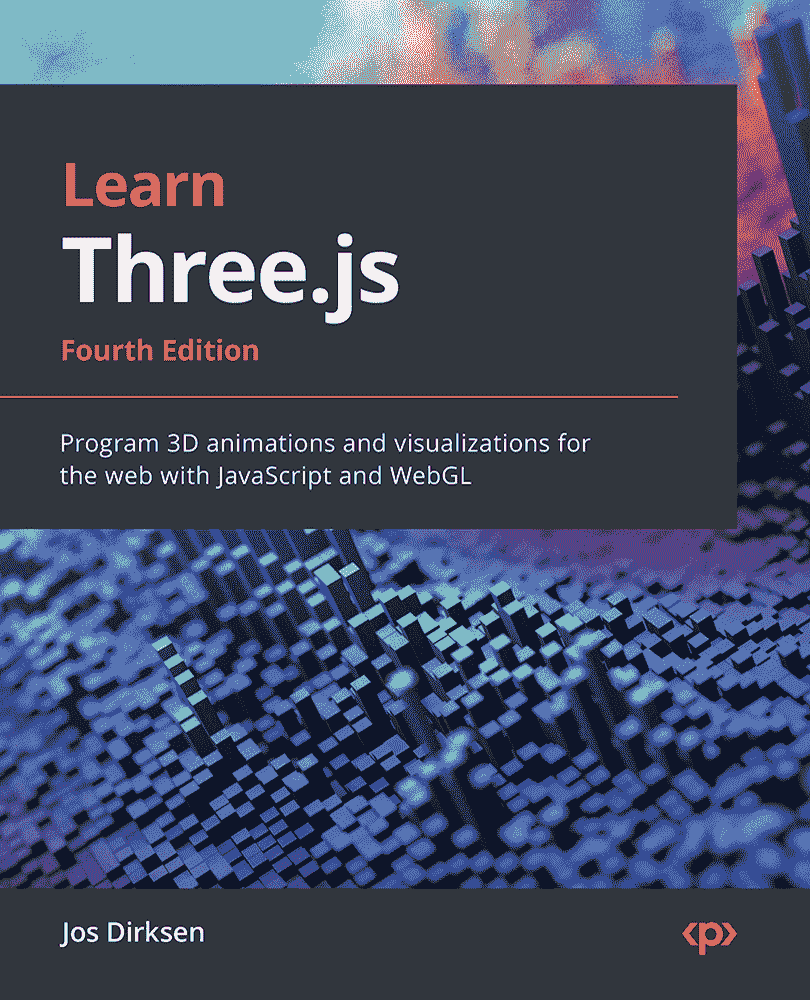 Learn
Three.js
Fourth Edition
Program 3D animations and visualizations for
the web with JavaScript and WebGL
Jos Dirksen
<p>